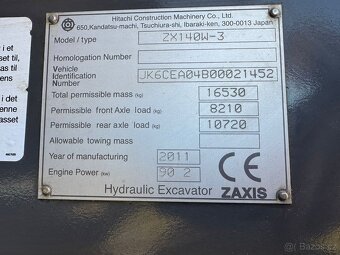 Hitachi Construction Machinery Co., Ltd.
650,Kandatsu-machi, Tsuchiura-shi, Ibaraki-ken, 300-0013 Japan
Model / type ZX140W-3
Homologation Number
Vehicle Identification Number JK6CEA04B00021452
Total permissible mass(kg) 16530
Permissible front Axle load (kg) 8210
Permissible rear axle load (kg) 10720
Allowable towing mass
Year of manufacturing 2011
Engine Power (kw) 90.2
CE
Hydraulic Excavator ZAXIS